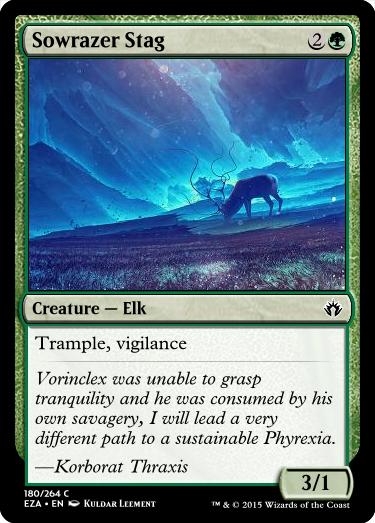 Sowrazer Stag 2
Creature — Elk
Trample, vigilance
Vorinclex was unable to grasp
tranquility and he was consumed by his
own savagery, I will lead a very
different path to a sustainable Phyrexia.
—Korborat Thraxis
3/1
180/264 C
EZA • EN Kuldar Leement
™ & © 2015 Wizards of the Coast